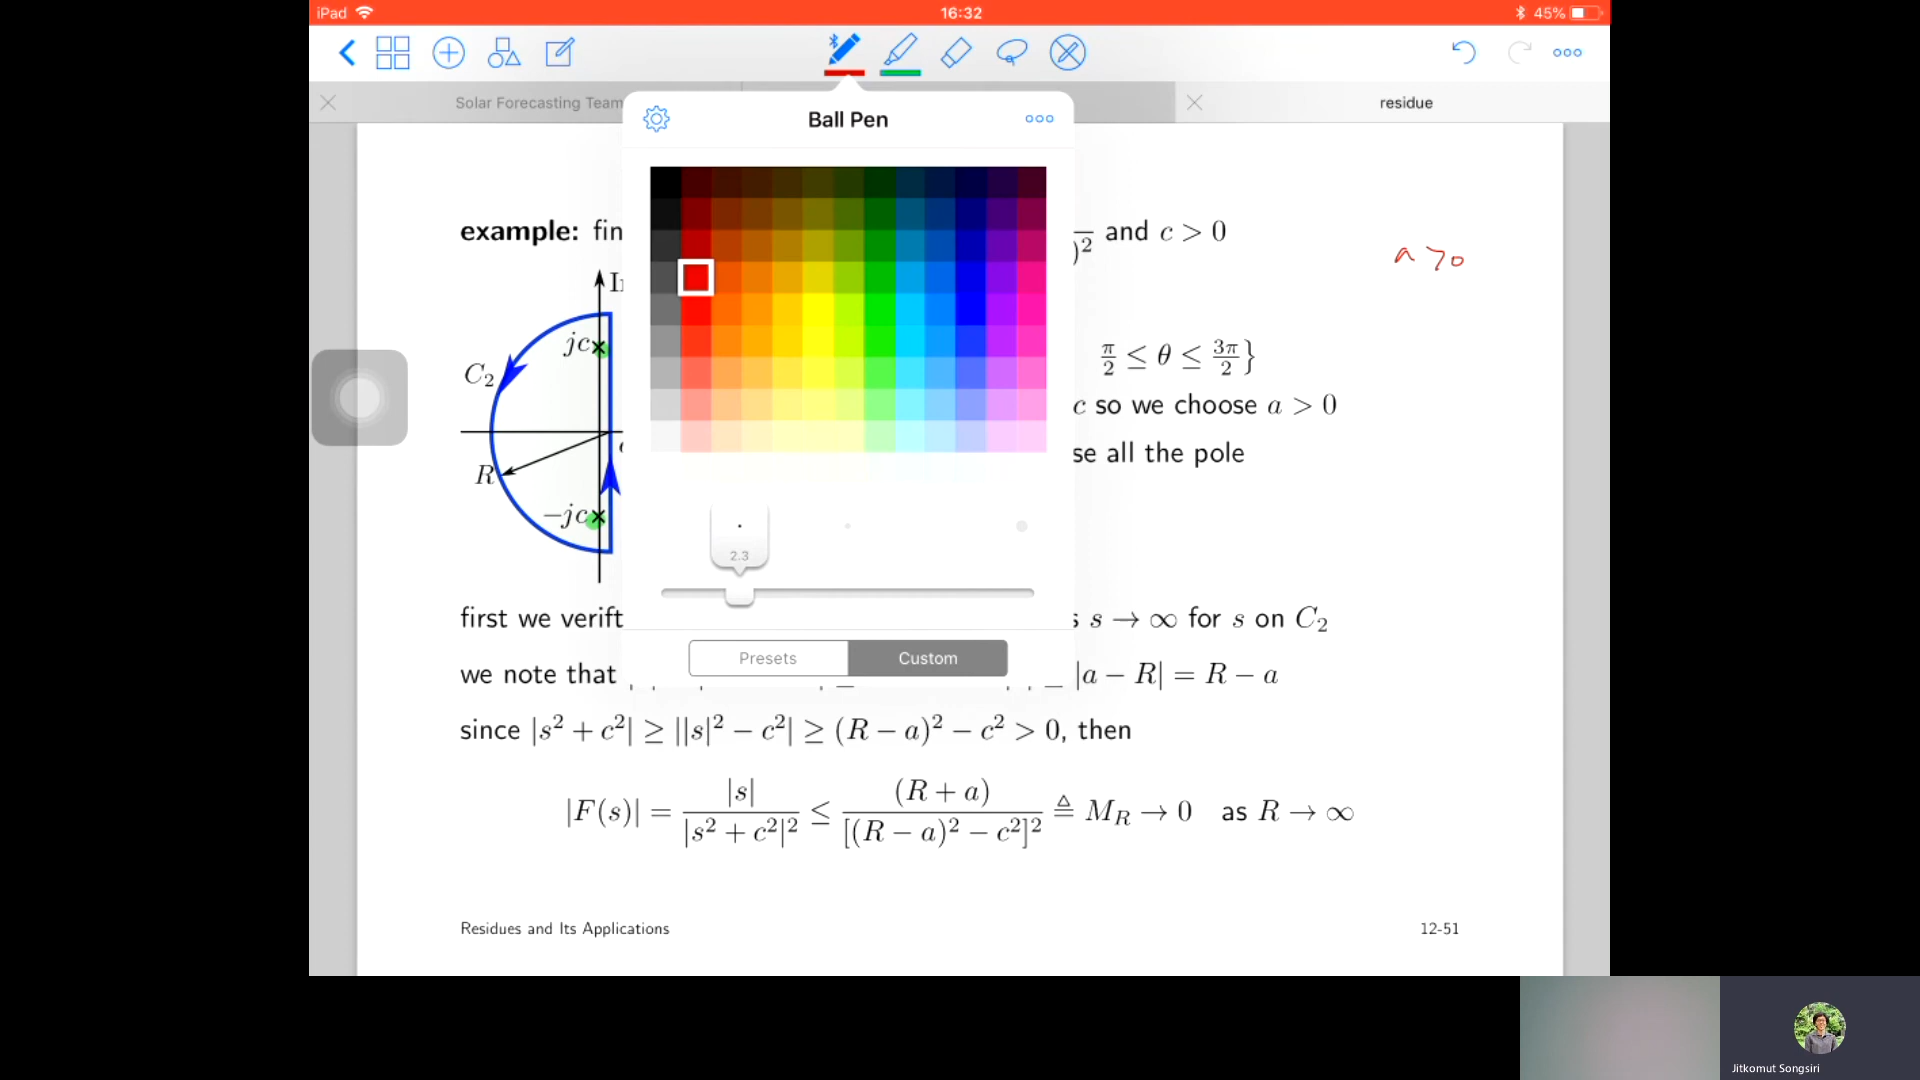 iPad 16:32 45%
Solar Forecasting Team residue
Ball Pen
example: fin )² and c > 0
a > 0
I
jc
π/2 ≤ θ ≤ 3π/2}
C₂
c so we choose a > 0
se all the pole
R
−jc
2.3
first we verift s → ∞ for s on C₂
Presets Custom
we note that |a − R| = R − a
since |s² + c²| ≥ ||s|² − c²| ≥ (R − a)² − c² > 0, then
|F(s)| = |s| / |s² + c²|² ≤ (R + a) / [(R − a)² − c²]² ≜ M_R → 0 as R → ∞
Residues and Its Applications 12-51
Jitkomut Songsiri